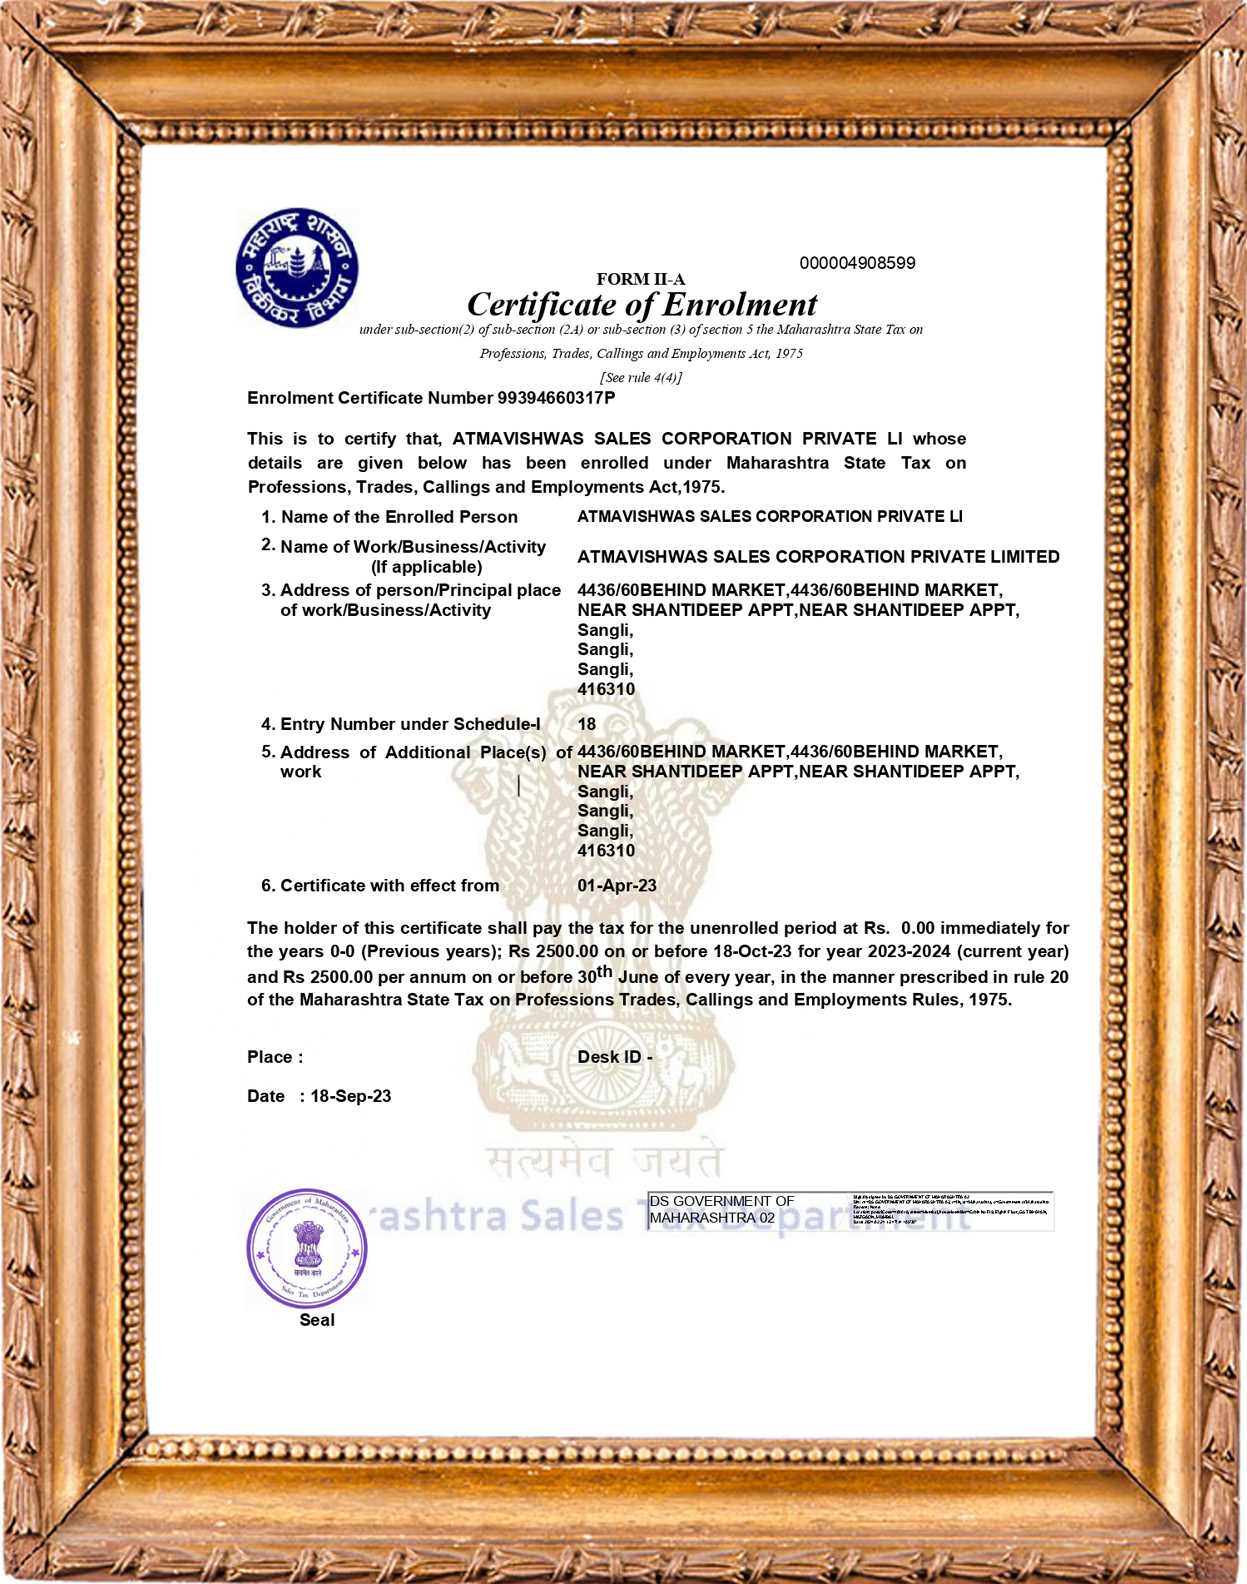 महाराष्ट्र शासन
विक्रीकर विभाग
000004908599
FORM II-A
Certificate of Enrolment
under sub-section(2) of sub-section (2A) or sub-section (3) of section 5 the Maharashtra State Tax on
Professions, Trades, Callings and Employments Act, 1975
[See rule 4(4)]
Enrolment Certificate Number 99394660317P
This is to certify that, ATMAVISHWAS SALES CORPORATION PRIVATE LI whose
details are given below has been enrolled under Maharashtra State Tax on
Professions, Trades, Callings and Employments Act,1975.
1. Name of the Enrolled Person ATMAVISHWAS SALES CORPORATION PRIVATE LI
2. Name of Work/Business/Activity
(If applicable) ATMAVISHWAS SALES CORPORATION PRIVATE LIMITED
3. Address of person/Principal place 4436/60BEHIND MARKET,4436/60BEHIND MARKET,
of work/Business/Activity NEAR SHANTIDEEP APPT,NEAR SHANTIDEEP APPT,
Sangli,
Sangli,
Sangli,
416310
4. Entry Number under Schedule-I 18
5. Address of Additional Place(s) of 4436/60BEHIND MARKET,4436/60BEHIND MARKET,
work NEAR SHANTIDEEP APPT,NEAR SHANTIDEEP APPT,
Sangli,
Sangli,
Sangli,
416310
6. Certificate with effect from 01-Apr-23
The holder of this certificate shall pay the tax for the unenrolled period at Rs. 0.00 immediately for
the years 0-0 (Previous years); Rs 2500.00 on or before 18-Oct-23 for year 2023-2024 (current year)
and Rs 2500.00 per annum on or before 30th June of every year, in the manner prescribed in rule 20
of the Maharashtra State Tax on Professions Trades, Callings and Employments Rules, 1975.
Place : Desk ID -
Date : 18-Sep-23
सत्यमेव जयते
Government of Maharashtra
सत्यमेव जयते
Sales Tax Department
rashtra Sales Tax Department
DS GOVERNMENT OF
MAHARASHTRA 02
Seal